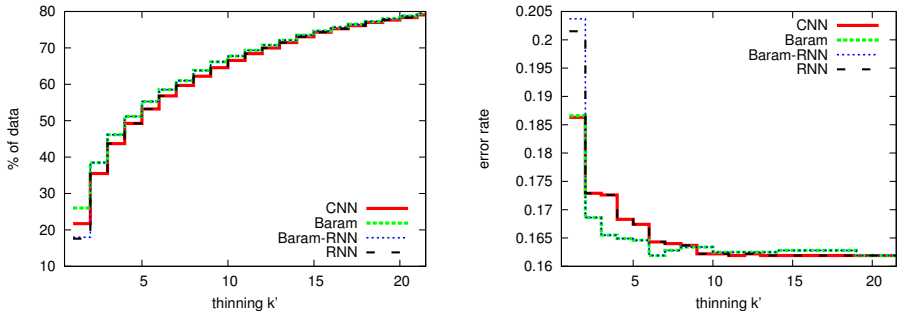 80
70
60
50
40
30
20
10
% of data
CNN
Baram
Baram-RNN
RNN
5
10
15
20
thinning k'
0.205
0.2
0.195
0.19
0.185
0.18
0.175
0.17
0.165
0.16
error rate
CNN
Baram
Baram-RNN
RNN
5
10
15
20
thinning k'